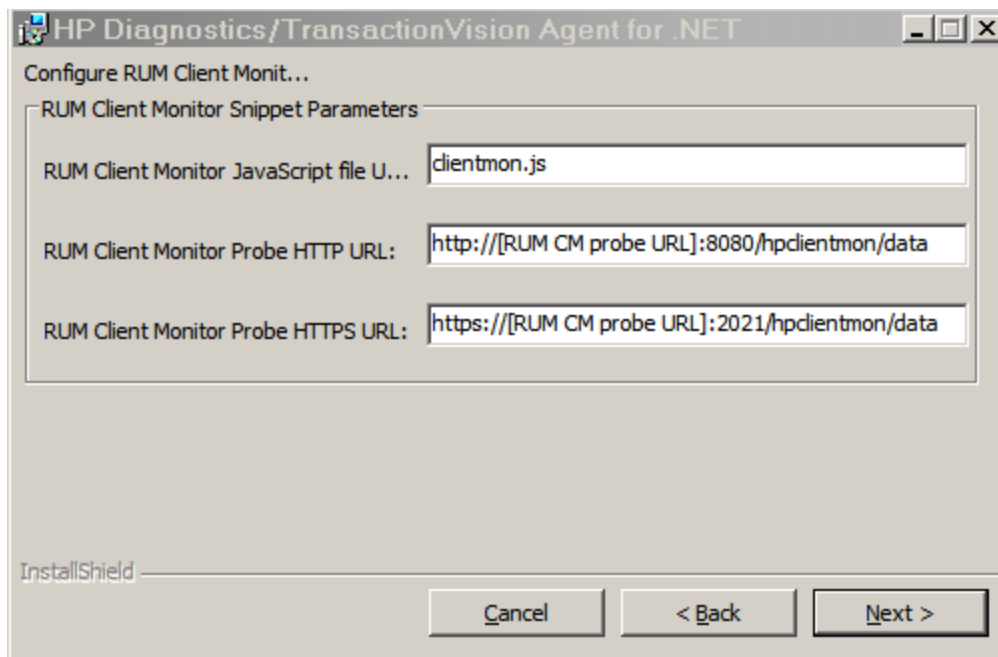 HP Diagnostics/TransactionVision Agent for .NET
Configure RUM Client Monit...
RUM Client Monitor Snippet Parameters
RUM Client Monitor JavaScript file U... clientmon.js
RUM Client Monitor Probe HTTP URL: http://[RUM CM probe URL]:8080/hpclientmon/data
RUM Client Monitor Probe HTTPS URL: https://[RUM CM probe URL]:2021/hpclientmon/data
InstallShield
Cancel < Back Next >